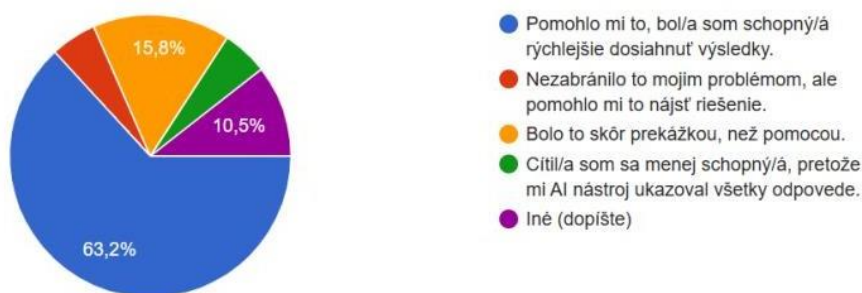 15,8%
10,5%
63,2%
Pomohlo mi to, bol/a som schopný/á
rýchlejšie dosiahnuť výsledky.
Nezabránilo to mojim problémom, ale
pomohlo mi to nájsť riešenie.
Bolo to skôr prekážkou, než pomocou.
Cítil/a som sa menej schopný/á, pretože
mi AI nástroj ukazoval všetky odpovede.
Iné (dopíšte)